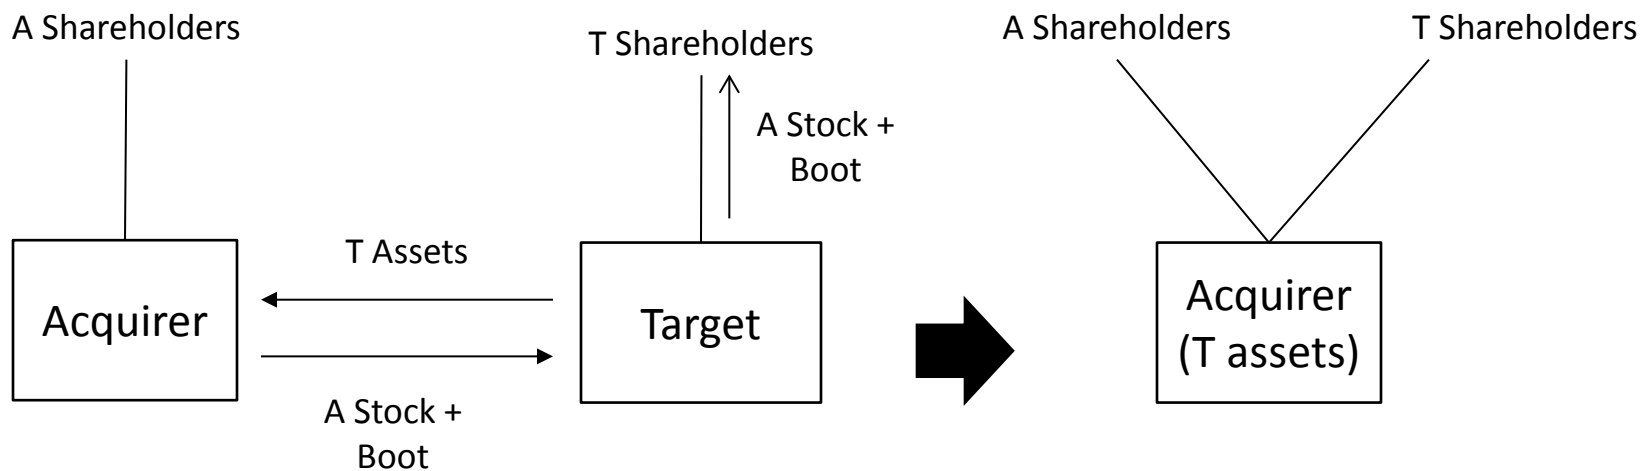 A Shareholders
T Shareholders
A Stock +
Boot
T Assets
Acquirer
Target
A Stock +
Boot
A Shareholders
T Shareholders
Acquirer
(T assets)